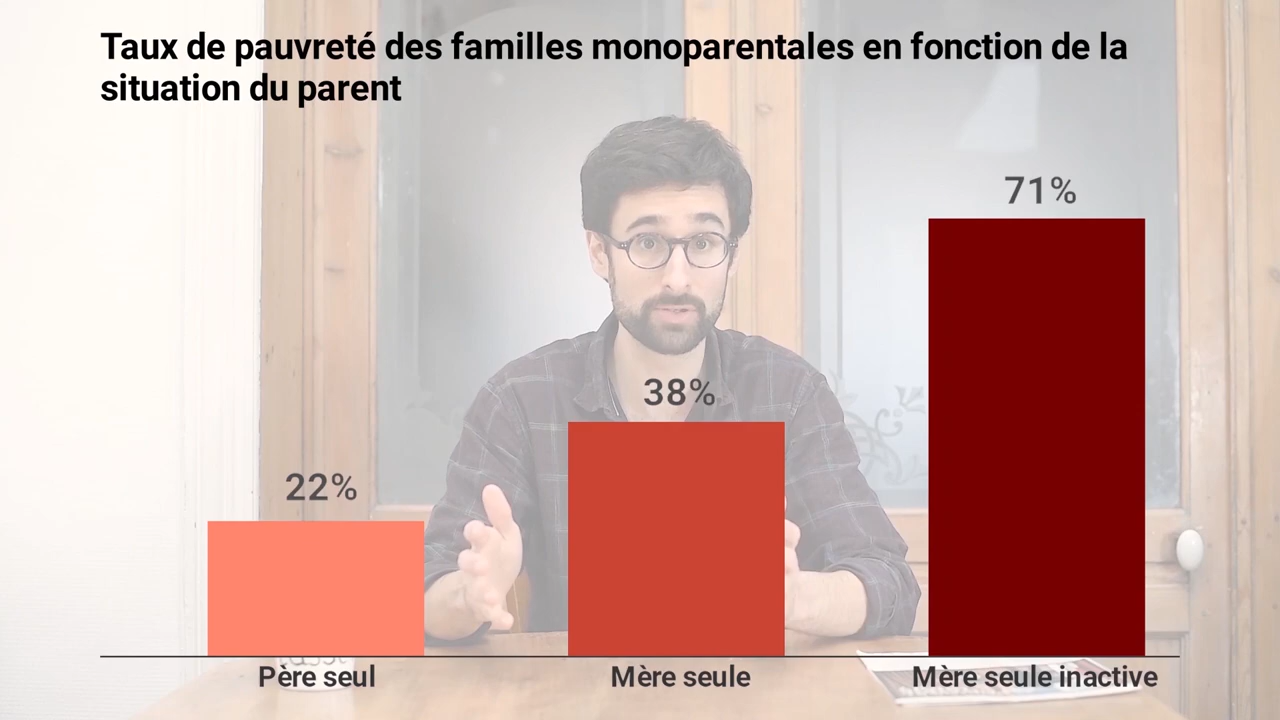 Taux de pauvreté des familles monoparentales en fonction de la
situation du parent
71%
38%
22%
Père seul
Mère seule
Mère seule inactive